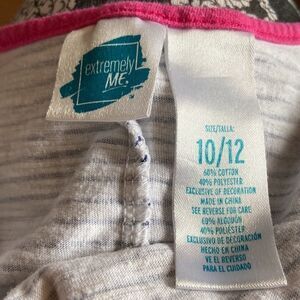 extremely
ME.
SIZE/TALLA:
10/12
60% COTTON
40% POLYESTER
EXCLUSIVE OF DECORATION
MADE IN CHINA
SEE REVERSE FOR CARE
60% ALGODÓN
40% POLIÉSTER
EXCLUSIVO DE DECORACIÓN
HECHO EN CHINA
VE EL REVERSO
PARA EL CUIDADO